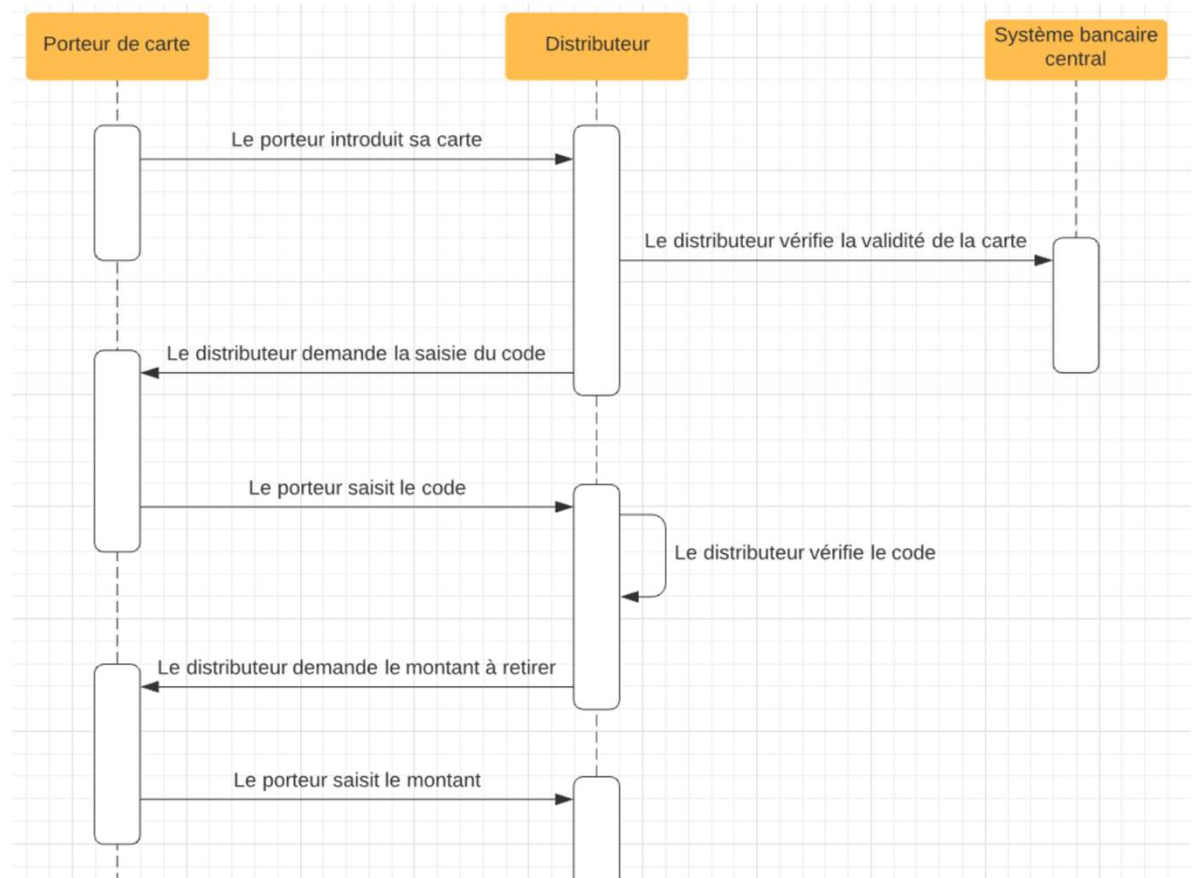 Porteur de carte
Distributeur
Système bancaire
central
Le porteur introduit sa carte
Le distributeur vérifie la validité de la carte
Le distributeur demande la saisie du code
Le porteur saisit le code
Le distributeur vérifie le code
Le distributeur demande le montant à retirer
Le porteur saisit le montant